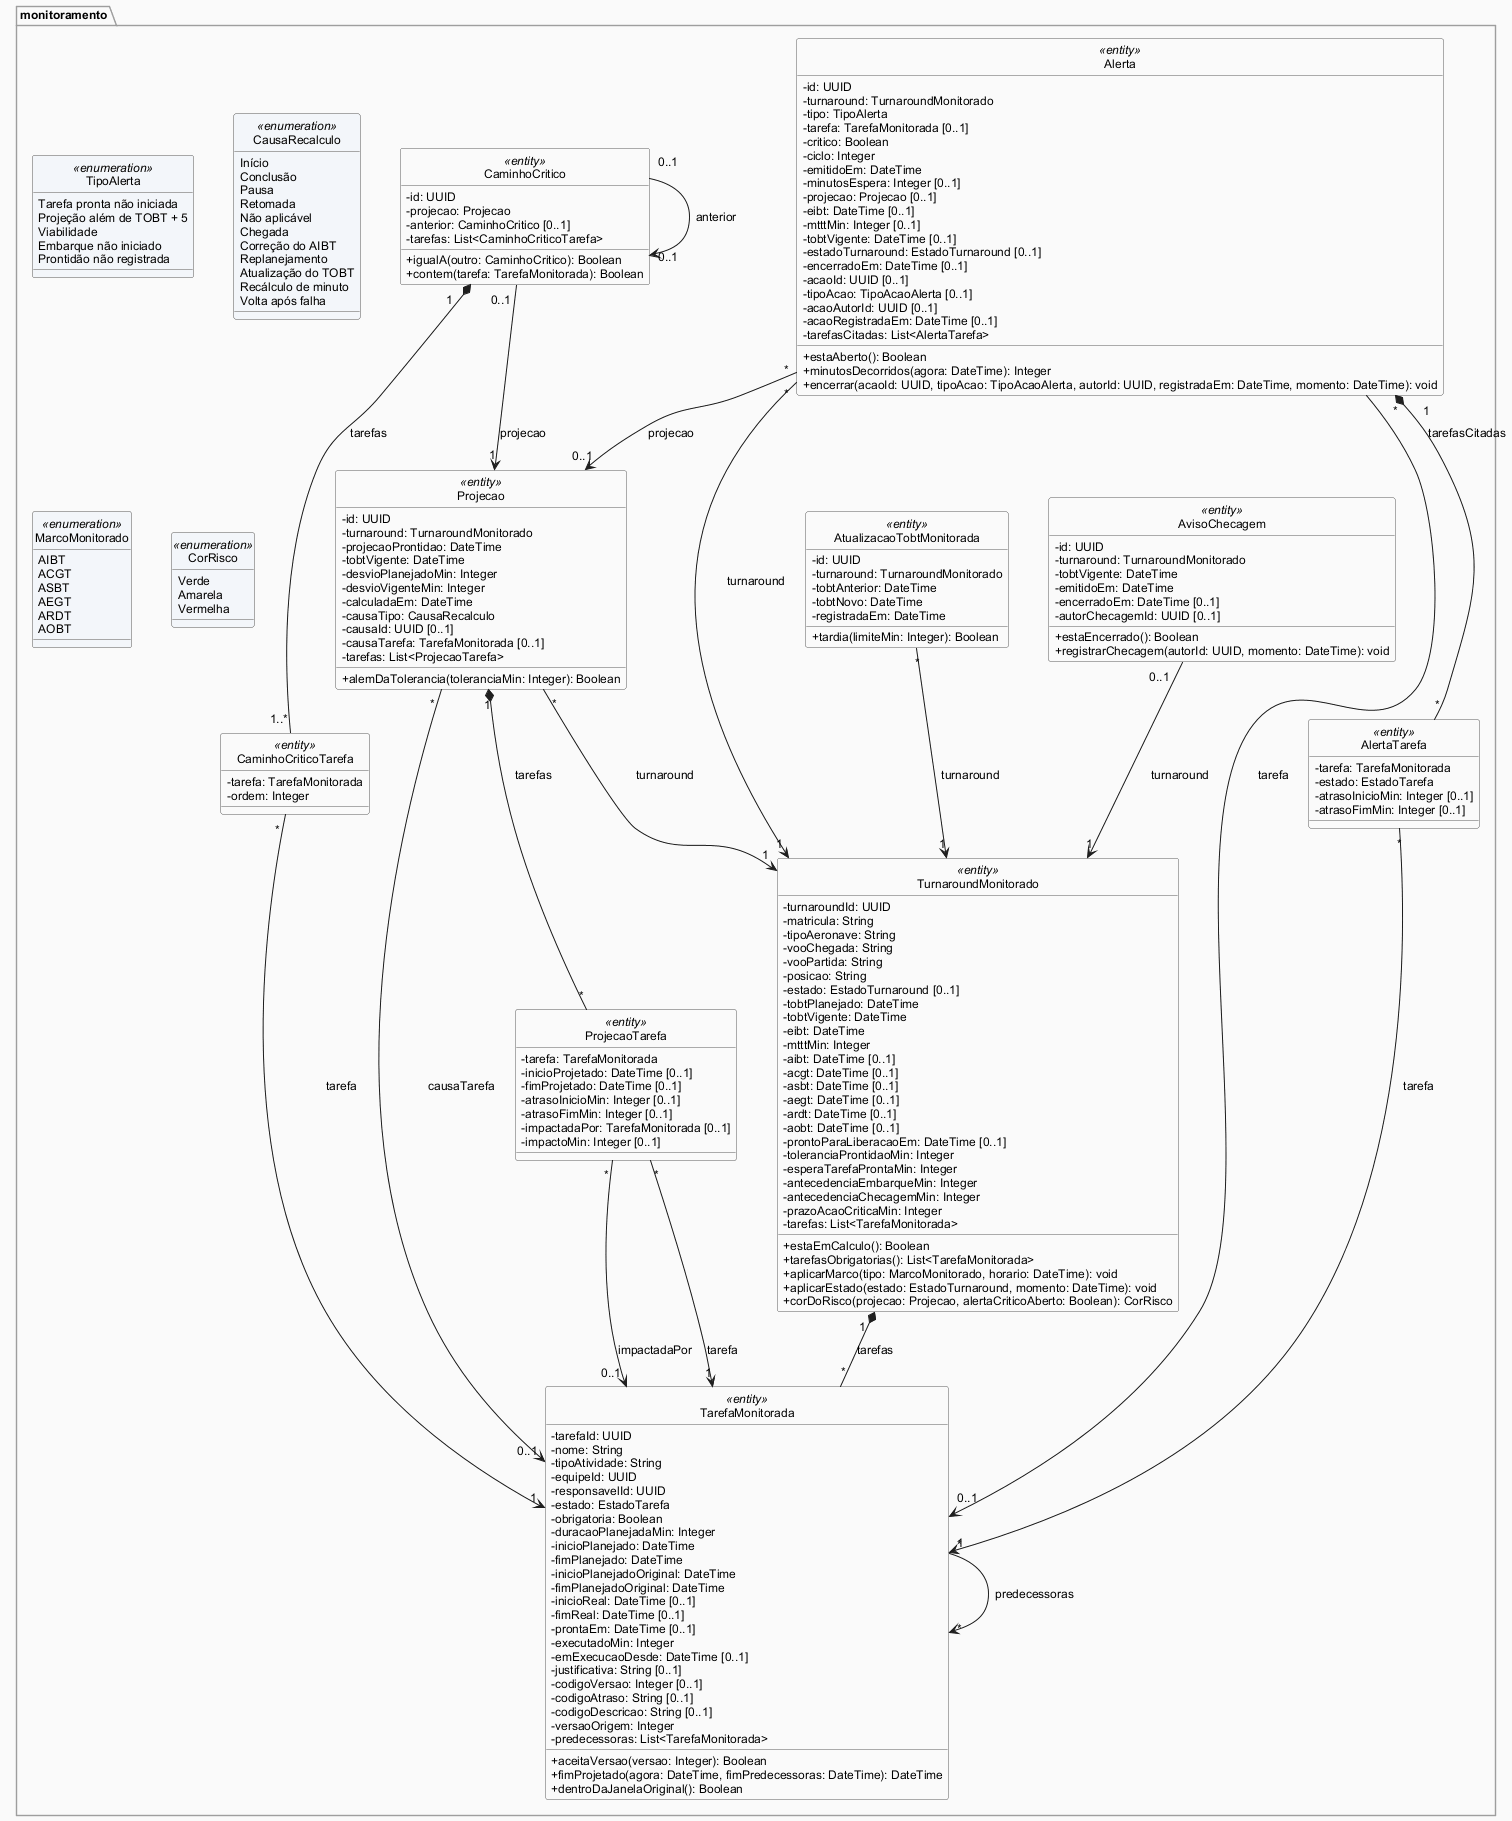 monitoramento
«entity»
Alerta
-id: UUID
-turnaround: TurnaroundMonitorado
-tipo: TipoAlerta
-tarefa: TarefaMonitorada [0..1]
-critico: Boolean
-ciclo: Integer
-emitidoEm: DateTime
-minutosEspera: Integer [0..1]
-projecao: Projecao [0..1]
-eibt: DateTime [0..1]
-mtttMin: Integer [0..1]
-tobtVigente: DateTime [0..1]
-estadoTurnaround: EstadoTurnaround [0..1]
-encerradoEm: DateTime [0..1]
-acaoId: UUID [0..1]
-tipoAcao: TipoAcaoAlerta [0..1]
-acaoAutorId: UUID [0..1]
-acaoRegistradaEm: DateTime [0..1]
-tarefasCitadas: List<AlertaTarefa>
+estaAberto(): Boolean
+minutosDecorridos(agora: DateTime): Integer
+encerrar(acaoId: UUID, tipoAcao: TipoAcaoAlerta, autorId: UUID, registradaEm: DateTime, momento: DateTime): void
«enumeration»
CausaRecalculo
Início
Conclusão
Pausa
Retomada
Não aplicável
Chegada
Correção do AIBT
Replanejamento
Atualização do TOBT
Recálculo de minuto
Volta após falha
«enumeration»
TipoAlerta
Tarefa pronta não iniciada
Projeção além de TOBT + 5
Viabilidade
Embarque não iniciado
Prontidão não registrada
«entity»
CaminhoCritico
-id: UUID
-projecao: Projecao
-anterior: CaminhoCritico [0..1]
-tarefas: List<CaminhoCriticoTarefa>
+igualA(outro: CaminhoCritico): Boolean
+contem(tarefa: TarefaMonitorada): Boolean
0..1
anterior
0..1
1
0..1
*
*
*
1
tarefas
projecao
projecao
tarefasCitadas
1
0..1
«entity»
Projecao
-id: UUID
-turnaround: TurnaroundMonitorado
-projecaoProntidao: DateTime
-tobtVigente: DateTime
-desvioPlanejadoMin: Integer
-desvioVigenteMin: Integer
-calculadaEm: DateTime
-causaTipo: CausaRecalculo
-causaId: UUID [0..1]
-causaTarefa: TarefaMonitorada [0..1]
-tarefas: List<ProjecaoTarefa>
+alemDaTolerancia(toleranciaMin: Integer): Boolean
«enumeration»
MarcoMonitorado
AIBT
ACGT
ASBT
AEGT
ARDT
AOBT
«enumeration»
CorRisco
Verde
Amarela
Vermelha
turnaround
«entity»
AtualizacaoTobtMonitorada
-id: UUID
-turnaround: TurnaroundMonitorado
-tobtAnterior: DateTime
-tobtNovo: DateTime
-registradaEm: DateTime
+tardia(limiteMin: Integer): Boolean
«entity»
AvisoChecagem
-id: UUID
-turnaround: TurnaroundMonitorado
-tobtVigente: DateTime
-emitidoEm: DateTime
-encerradoEm: DateTime [0..1]
-autorChecagemId: UUID [0..1]
+estaEncerrado(): Boolean
+registrarChecagem(autorId: UUID, momento: DateTime): void
*
0..1
1..*
*
1
*
*
«entity»
CaminhoCriticoTarefa
-tarefa: TarefaMonitorada
-ordem: Integer
«entity»
AlertaTarefa
-tarefa: TarefaMonitorada
-estado: EstadoTarefa
-atrasoInicioMin: Integer [0..1]
-atrasoFimMin: Integer [0..1]
tarefas
turnaround
turnaround
turnaround
tarefa
*
*
1
1
1
1
«entity»
TurnaroundMonitorado
-turnaroundId: UUID
-matricula: String
-tipoAeronave: String
-vooChegada: String
-vooPartida: String
-posicao: String
-estado: EstadoTurnaround [0..1]
-tobtPlanejado: DateTime
-tobtVigente: DateTime
-eibt: DateTime
-mtttMin: Integer
-aibt: DateTime [0..1]
-acgt: DateTime [0..1]
-asbt: DateTime [0..1]
-aegt: DateTime [0..1]
-ardt: DateTime [0..1]
-aobt: DateTime [0..1]
-prontoParaLiberacaoEm: DateTime [0..1]
-toleranciaProntidaoMin: Integer
-esperaTarefaProntaMin: Integer
-antecedenciaEmbarqueMin: Integer
-antecedenciaChecagemMin: Integer
-prazoAcaoCriticaMin: Integer
-tarefas: List<TarefaMonitorada>
+estaEmCalculo(): Boolean
+tarefasObrigatorias(): List<TarefaMonitorada>
+aplicarMarco(tipo: MarcoMonitorado, horario: DateTime): void
+aplicarEstado(estado: EstadoTurnaround, momento: DateTime): void
+corDoRisco(projecao: Projecao, alertaCriticoAberto: Boolean): CorRisco
*
«entity»
ProjecaoTarefa
-tarefa: TarefaMonitorada
-inicioProjetado: DateTime [0..1]
-fimProjetado: DateTime [0..1]
-atrasoInicioMin: Integer [0..1]
-atrasoFimMin: Integer [0..1]
-impactadaPor: TarefaMonitorada [0..1]
-impactoMin: Integer [0..1]
tarefa
causaTarefa
tarefa
*
*
1
impactadaPor
tarefa
tarefas
0..1
1
*
«entity»
TarefaMonitorada
-tarefaId: UUID
-nome: String
-tipoAtividade: String
-equipeId: UUID
-responsavelId: UUID
-estado: EstadoTarefa
-obrigatoria: Boolean
-duracaoPlanejadaMin: Integer
-inicioPlanejado: DateTime
-fimPlanejado: DateTime
-inicioPlanejadoOriginal: DateTime
-fimPlanejadoOriginal: DateTime
-inicioReal: DateTime [0..1]
-fimReal: DateTime [0..1]
-prontaEm: DateTime [0..1]
-executadoMin: Integer
-emExecucaoDesde: DateTime [0..1]
-justificativa: String [0..1]
-codigoVersao: Integer [0..1]
-codigoAtraso: String [0..1]
-codigoDescricao: String [0..1]
-versaoOrigem: Integer
-predecessoras: List<TarefaMonitorada>
+aceitaVersao(versao: Integer): Boolean
+fimProjetado(agora: DateTime, fimPredecessoras: DateTime): DateTime
+dentroDaJanelaOriginal(): Boolean
0..1
1
0..1
1
*
predecessoras
*